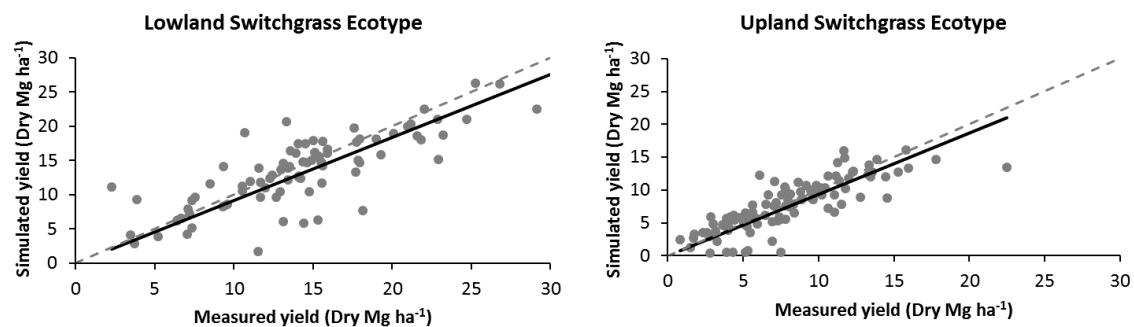 Lowland Switchgrass Ecotype
Simulated yield (Dry Mg ha⁻¹)
30
25
20
15
10
5
0
0 5 10 15 20 25 30
Measured yield (Dry Mg ha⁻¹)
Upland Switchgrass Ecotype
Simulated yield (Dry Mg ha⁻¹)
30
25
20
15
10
5
0
0 5 10 15 20 25 30
Measured yield (Dry Mg ha⁻¹)